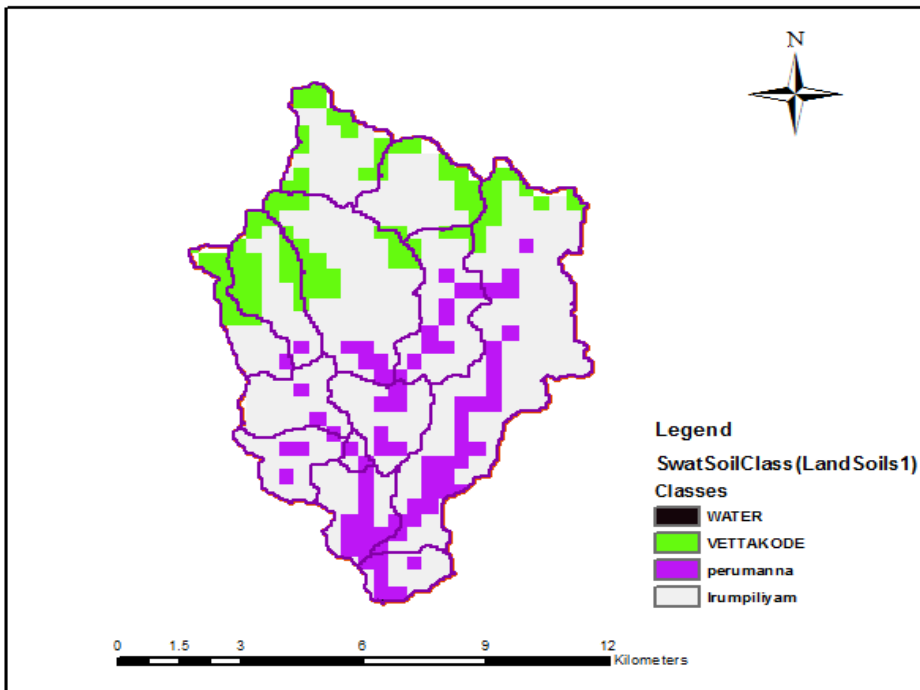 N
Legend
SwatSoilClass(LandSoils1)
Classes
WATER
VETTAKODE
perumanna
Irumpiliyam
0 1.5 3 6 9 12
Kilometers